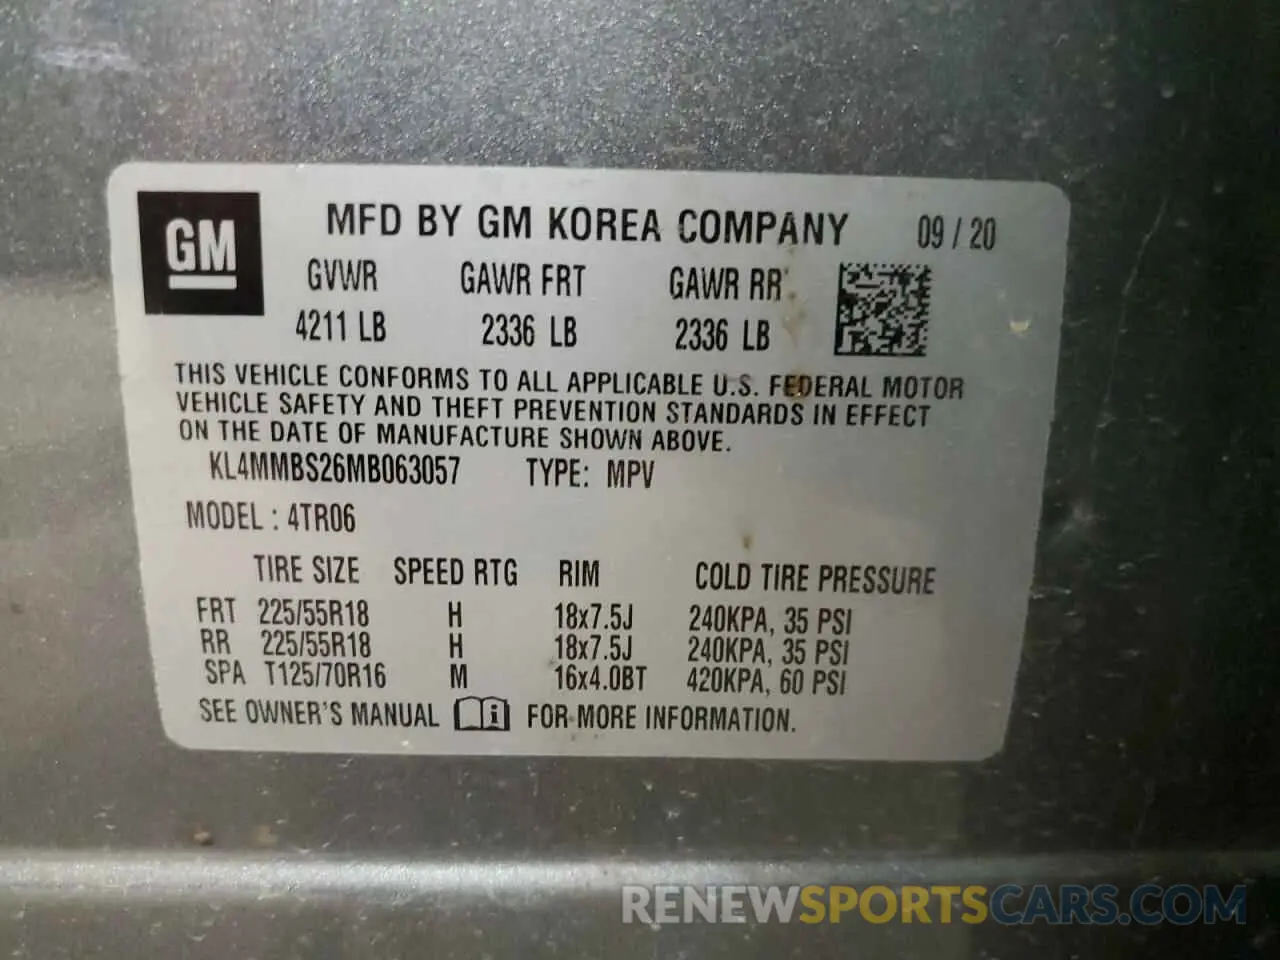 GM
MFD BY GM KOREA COMPANY 09 / 20
GVWR GAWR FRT GAWR RR
4211 LB 2336 LB 2336 LB
THIS VEHICLE CONFORMS TO ALL APPLICABLE U.S. FEDERAL MOTOR
VEHICLE SAFETY AND THEFT PREVENTION STANDARDS IN EFFECT
ON THE DATE OF MANUFACTURE SHOWN ABOVE.
KL4MMBS26MB063057 TYPE: MPV
MODEL : 4TR06
TIRE SIZE SPEED RTG RIM COLD TIRE PRESSURE
FRT 225/55R18 H 18x7.5J 240KPA, 35 PSI
RR 225/55R18 H 18x7.5J 240KPA, 35 PSI
SPA T125/70R16 M 16x4.0BT 420KPA, 60 PSI
SEE OWNER'S MANUAL i FOR MORE INFORMATION.
RENEWSPORTSCARS.COM